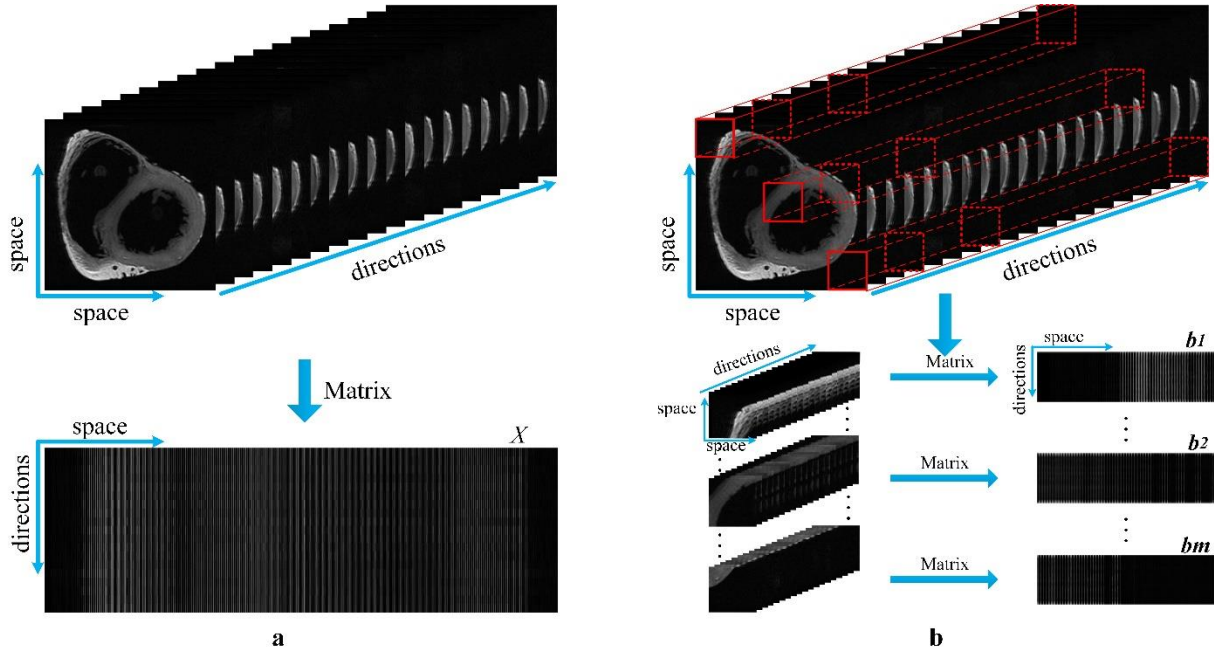 space
space
directions
Matrix
space
directions
X
a
space
space
directions
directions
space
space
Matrix
space
directions
b1
Matrix
b2
Matrix
bm
b